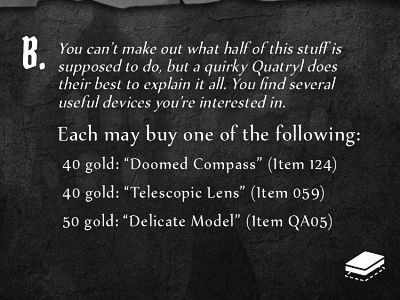 B.
You can't make out what half of this stuff is
supposed to do, but a quirky Quatryl does
their best to explain it all. You find several
useful devices you're interested in.
Each may buy one of the following:
40 gold: “Doomed Compass” (Item 124)
40 gold: “Telescopic Lens” (Item 059)
50 gold: “Delicate Model” (Item QA05)